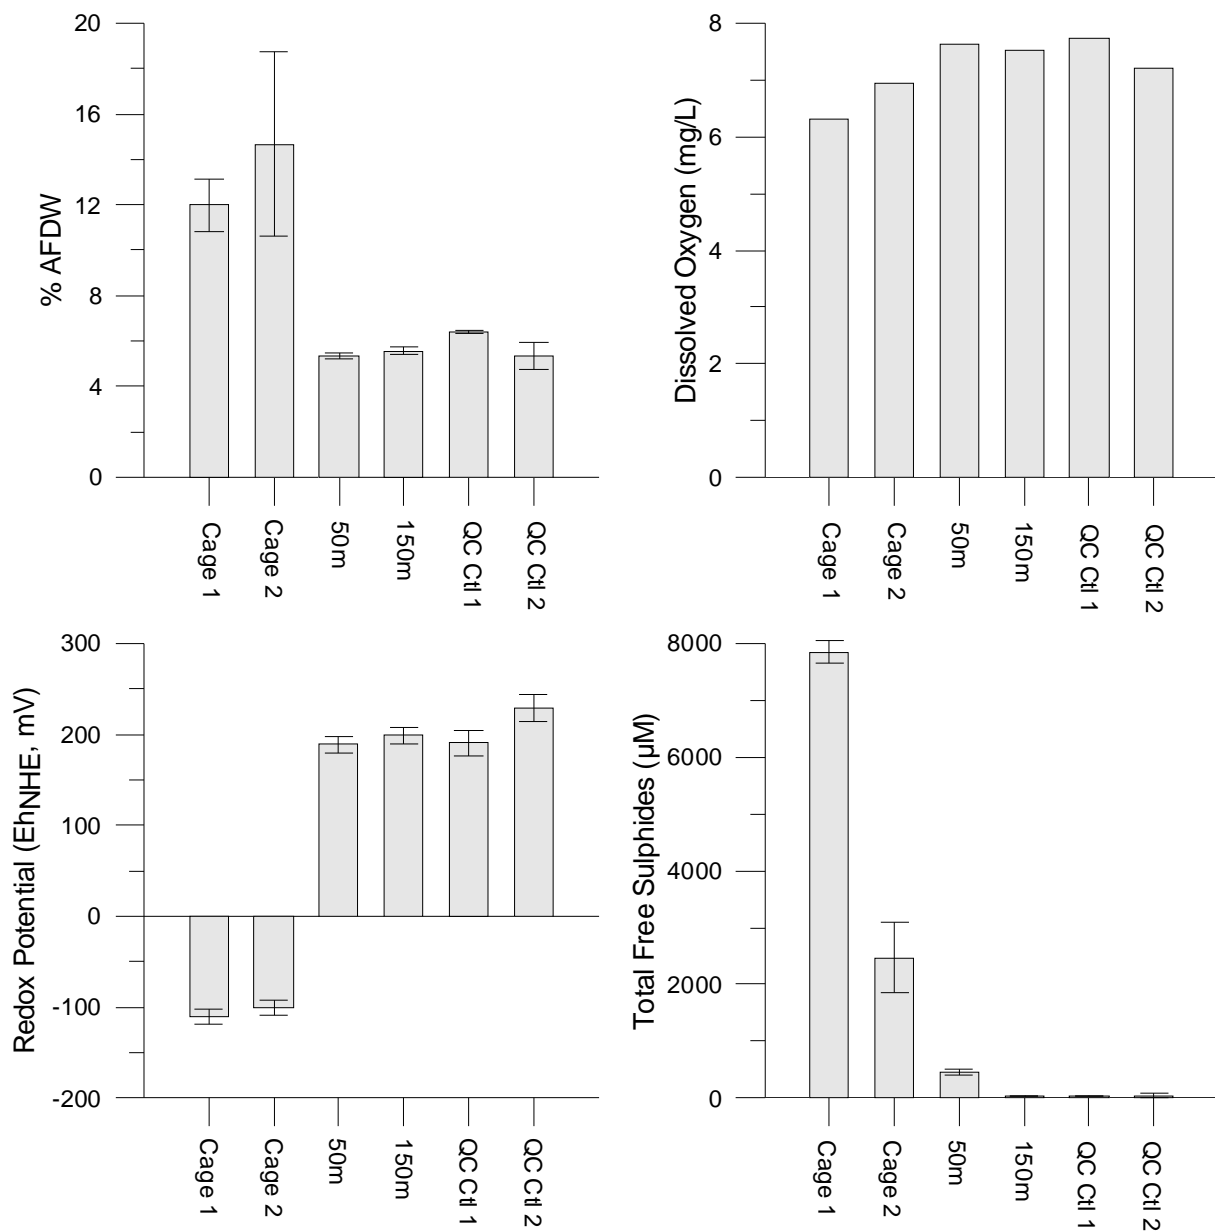 20
16
12
8
4
0
% AFDW
Cage 1
Cage 2
50m
150m
QC Ctl 1
QC Ctl 2
8
6
4
2
0
Dissolved Oxygen (mg/L)
Cage 1
Cage 2
50m
150m
QC Ctl 1
QC Ctl 2
300
200
100
0
-100
-200
Redox Potential (EhNHE, mV)
Cage 1
Cage 2
50m
150m
QC Ctl 1
QC Ctl 2
8000
6000
4000
2000
0
Total Free Sulphides (µM)
Cage 1
Cage 2
50m
150m
QC Ctl 1
QC Ctl 2